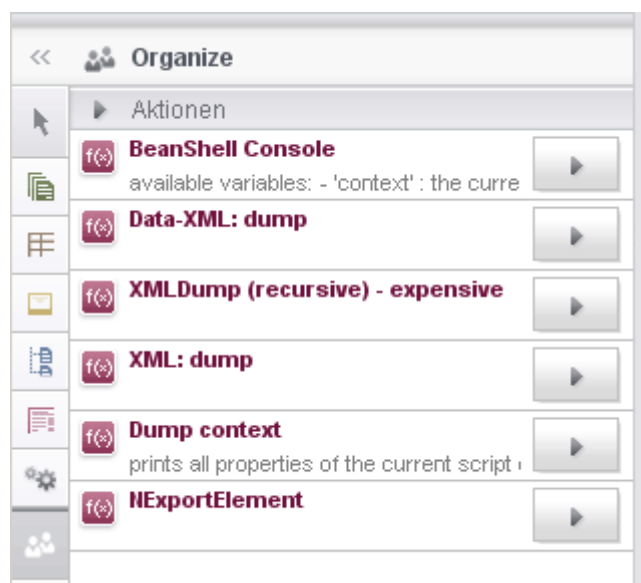 Organize
Aktionen
f(x) BeanShell Console
available variables: - 'context' : the curre
f(x) Data-XML: dump
f(x) XMLDump (recursive) - expensive
f(x) XML: dump
f(x) Dump context
prints all properties of the current script
f(x) NExportElement